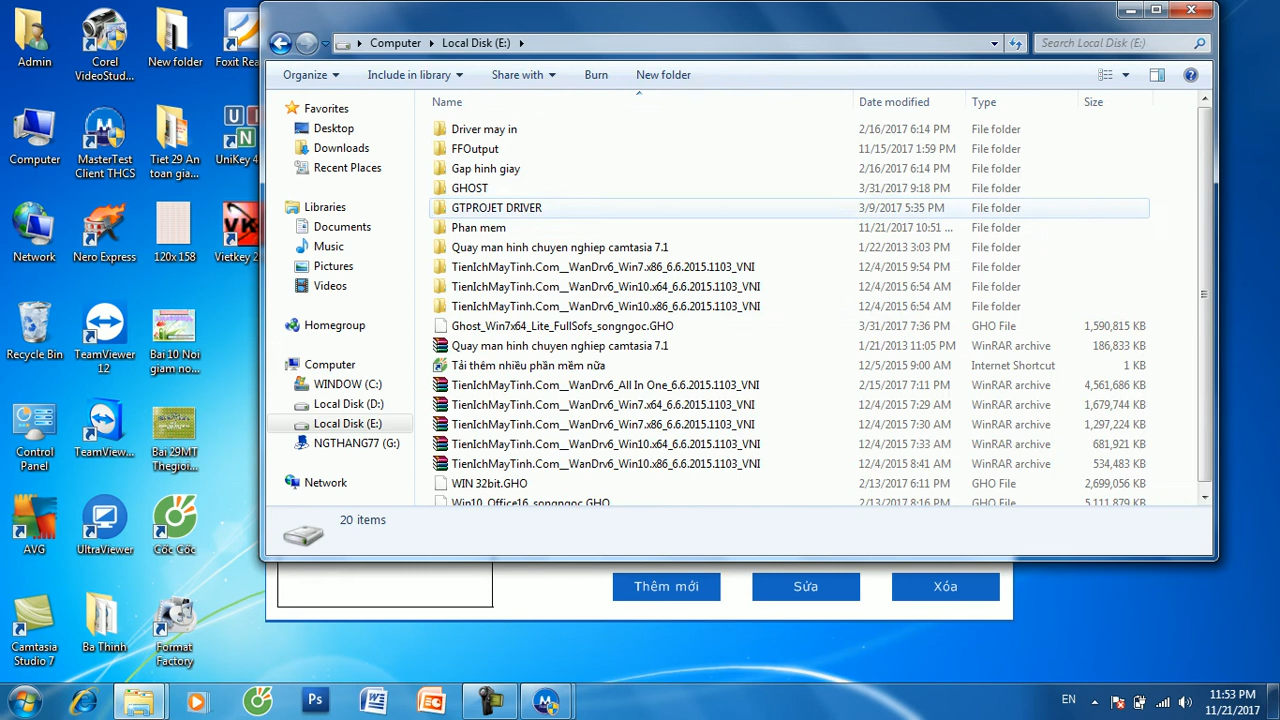 Admin
Corel
VideoStud...
New folder
Foxit Rea
Computer
MasterTest
Client THCS
Tiet 29 An
toan gia...
UniKey 4
Network
Nero Express
120x 158
Vietkey 2
Recycle Bin
TeamViewer
12
Bai 10 Noi
giam no...
Control
Panel
TeamView...
Bai 29MT
Thegioi...
AVG
UltraViewer
Cốc Cốc
Camtasia
Studio 7
Ba Thinh
Format
Factory
Computer
Local Disk (E:)
Search Local Disk (E:)
Organize
Include in library
Share with
Burn
New folder
Favorites
Desktop
Downloads
Recent Places
Libraries
Documents
Music
Pictures
Videos
Homegroup
Computer
WINDOW (C:)
Local Disk (D:)
Local Disk (E:)
NGTHANG77 (G:)
Network
Name Date modified Type Size
Driver may in 2/16/2017 6:14 PM File folder
FFOutput 11/15/2017 1:59 PM File folder
Gap hinh giay 2/16/2017 6:14 PM File folder
GHOST 3/31/2017 9:18 PM File folder
GTPROJET DRIVER 3/9/2017 5:35 PM File folder
Phan mem 11/21/2017 10:51 ... File folder
Quay man hinh chuyen nghiep camtasia 7.1 1/22/2013 3:03 PM File folder
TienIchMayTinh.Com__WanDrv6_Win7.x86_6.6.2015.1103_VNI 12/4/2015 9:54 PM File folder
TienIchMayTinh.Com__WanDrv6_Win10.x64_6.6.2015.1103_VNI 12/4/2015 6:54 AM File folder
TienIchMayTinh.Com__WanDrv6_Win10.x86_6.6.2015.1103_VNI 12/4/2015 6:54 AM File folder
Ghost_Win7x64_Lite_FullSofs_songngoc.GHO 3/31/2017 7:36 PM GHO File 1,590,815 KB
Quay man hinh chuyen nghiep camtasia 7.1 1/21/2013 11:05 PM WinRAR archive 186,833 KB
Tải thêm nhiều phần mềm nữa 12/5/2015 9:00 AM Internet Shortcut 1 KB
TienIchMayTinh.Com__WanDrv6_All In One_6.6.2015.1103_VNI 2/15/2017 7:11 PM WinRAR archive 4,561,686 KB
TienIchMayTinh.Com__WanDrv6_Win7.x64_6.6.2015.1103_VNI 12/4/2015 7:29 AM WinRAR archive 1,679,744 KB
TienIchMayTinh.Com__WanDrv6_Win7.x86_6.6.2015.1103_VNI 12/4/2015 7:30 AM WinRAR archive 1,297,224 KB
TienIchMayTinh.Com__WanDrv6_Win10.x64_6.6.2015.1103_VNI 12/4/2015 7:33 AM WinRAR archive 681,921 KB
TienIchMayTinh.Com__WanDrv6_Win10.x86_6.6.2015.1103_VNI 12/4/2015 8:41 AM WinRAR archive 534,483 KB
WIN 32bit.GHO 2/13/2017 6:11 PM GHO File 2,699,056 KB
Win10_Office16_songngoc.GHO 2/13/2017 8:16 PM GHO File 5,111,879 KB
20 items
Thêm mới
Sửa
Xóa
Ps
EN
11:53 PM
11/21/2017